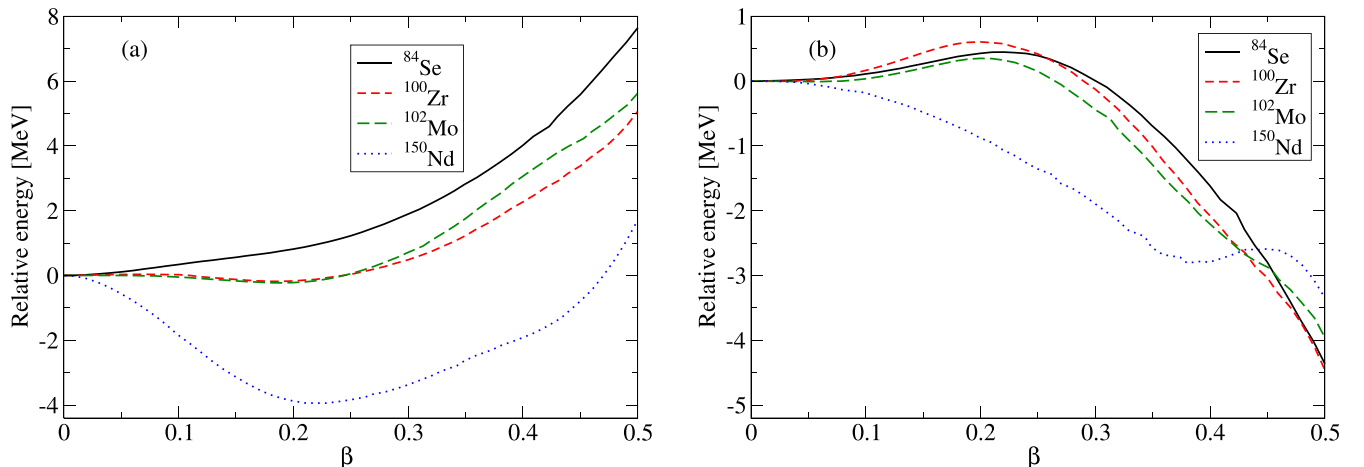 (a)
⁸⁴Se
¹⁰⁰Zr
¹⁰²Mo
¹⁵⁰Nd
Relative energy [MeV]
8
6
4
2
0
-2
-4
0
0.1
0.2
0.3
0.4
0.5
β
(b)
⁸⁴Se
¹⁰⁰Zr
¹⁰²Mo
¹⁵⁰Nd
Relative energy [MeV]
1
0
-1
-2
-3
-4
-5
0
0.1
0.2
0.3
0.4
0.5
β